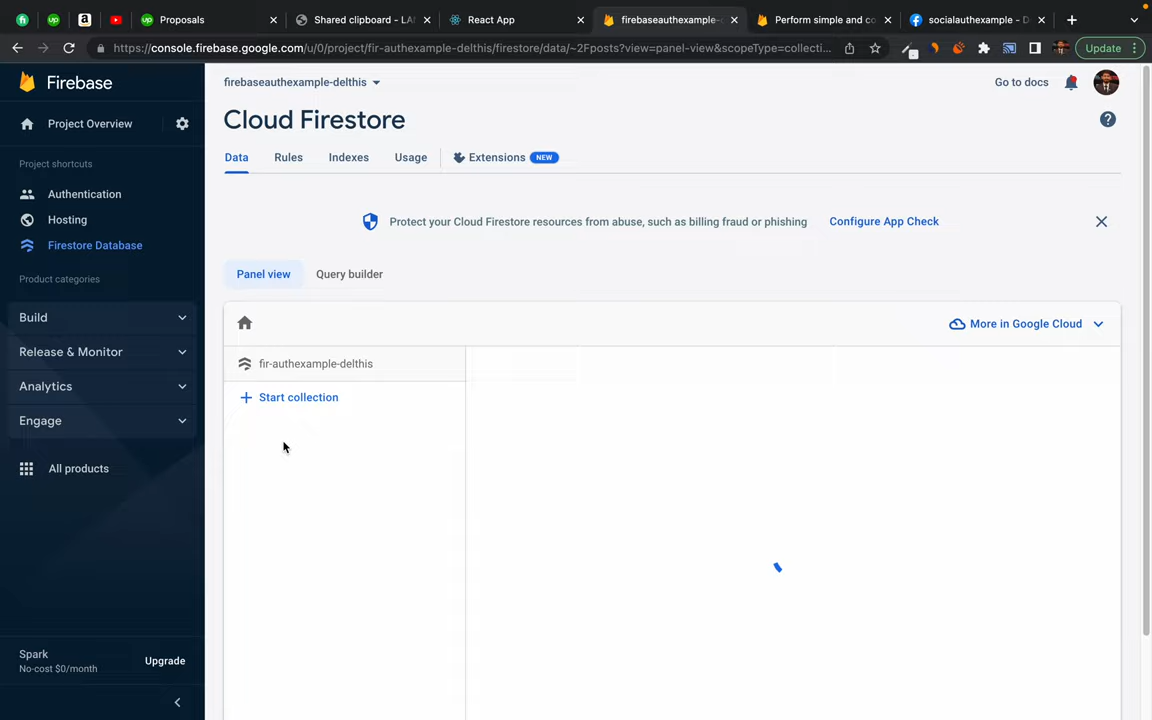 Proposals
Shared clipboard - LA
React App
firebaseauthexample-
Perform simple and co
socialauthexample - D
https://console.firebase.google.com/u/0/project/fir-authexample-delthis/firestore/data/~2Fposts?view=panel-view&scopeType=collecti...
Update
Firebase
firebaseauthexample-delthis
Go to docs
Project Overview
Cloud Firestore
Data
Rules
Indexes
Usage
Extensions
NEW
Project shortcuts
Authentication
Hosting
Firestore Database
Protect your Cloud Firestore resources from abuse, such as billing fraud or phishing
Configure App Check
Product categories
Panel view
Query builder
Build
Release & Monitor
Analytics
Engage
All products
More in Google Cloud
fir-authexample-delthis
Start collection
Spark
No-cost $0/month
Upgrade